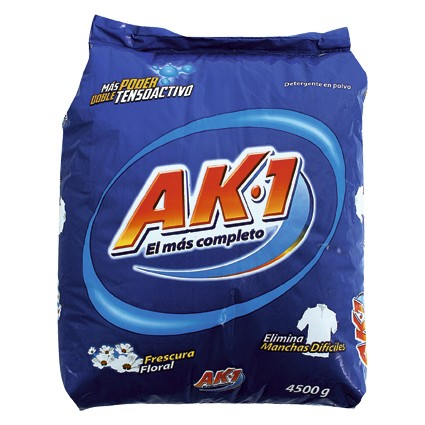 MÁS PODER
DOBLE TENSOACTIVO
Detergente en polvo
AK·1
El más completo
Elimina
Manchas Difíciles
Frescura
Floral
AK·1
4500 g